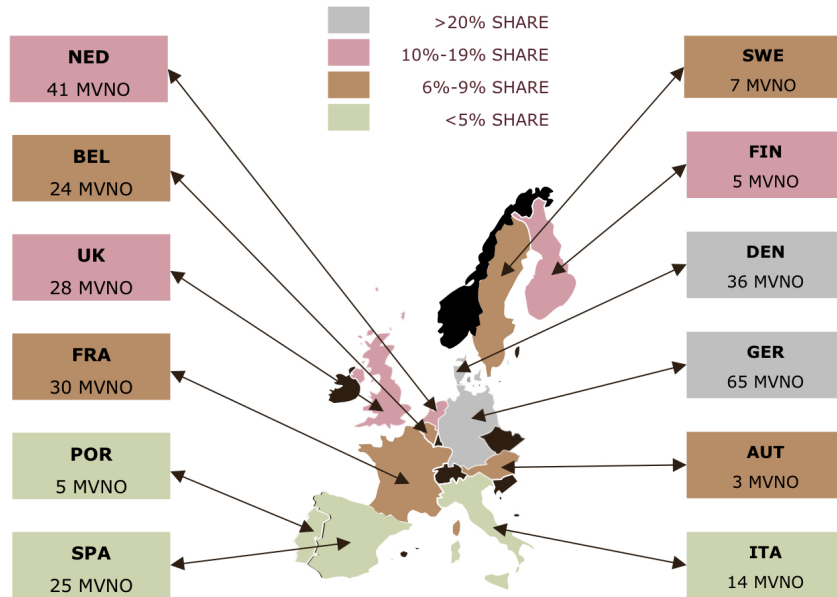 >20% SHARE
10%-19% SHARE
6%-9% SHARE
<5% SHARE
NED
41 MVNO
BEL
24 MVNO
UK
28 MVNO
FRA
30 MVNO
POR
5 MVNO
SPA
25 MVNO
SWE
7 MVNO
FIN
5 MVNO
DEN
36 MVNO
GER
65 MVNO
AUT
3 MVNO
ITA
14 MVNO